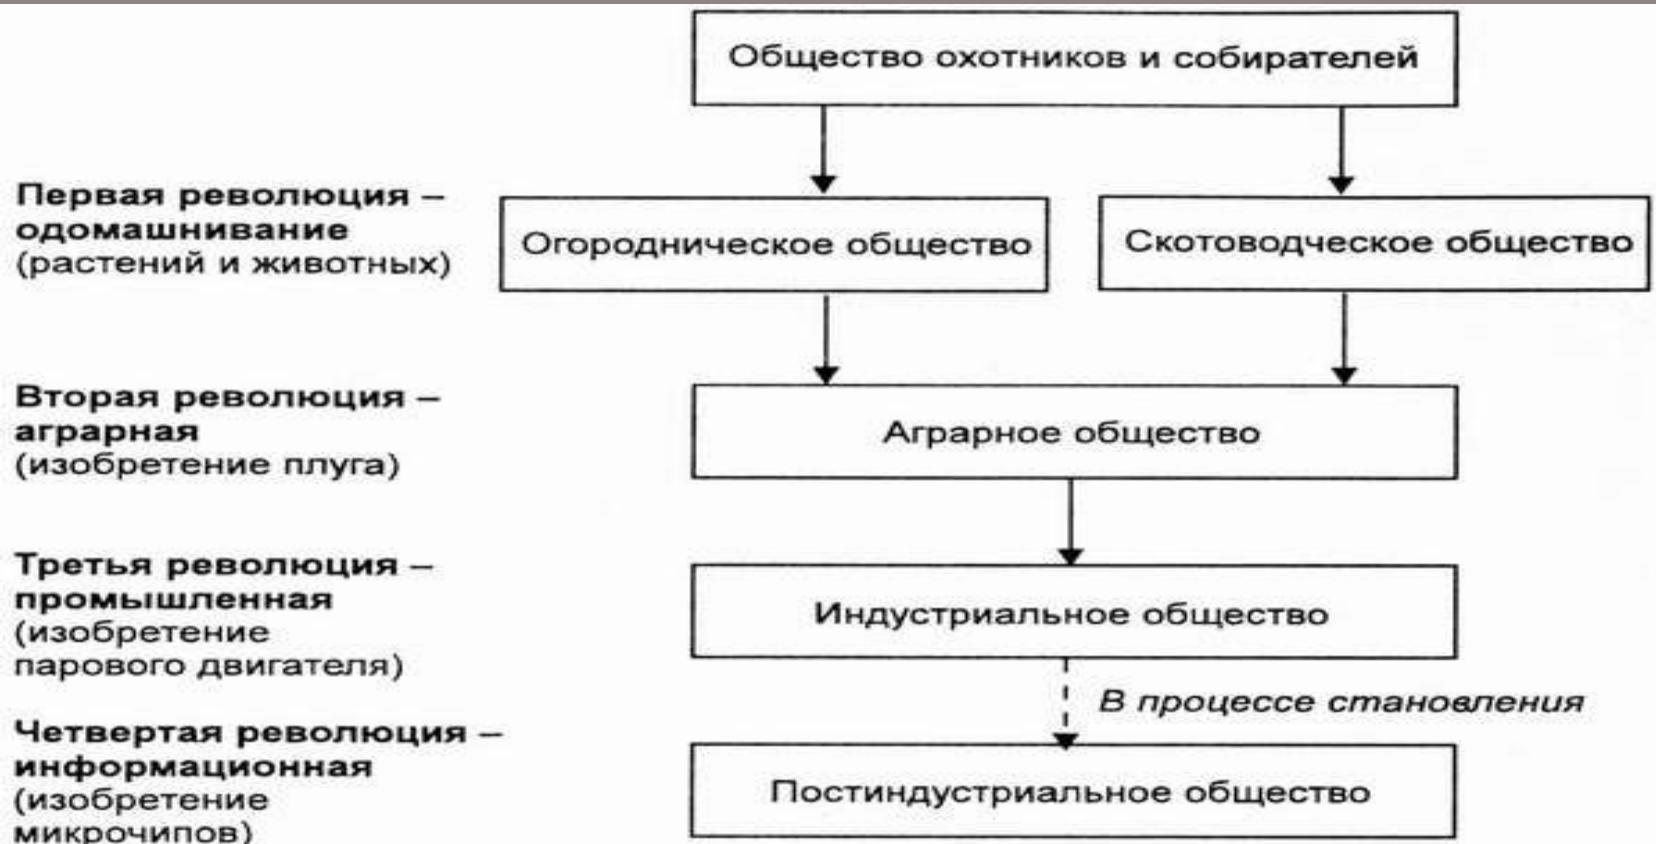 Общество охотников и собирателей
Первая революция –
одомашнивание
(растений и животных)
Огородническое общество
Скотоводческое общество
Вторая революция –
аграрная
(изобретение плуга)
Аграрное общество
Третья революция –
промышленная
(изобретение
парового двигателя)
Индустриальное общество
В процессе становления
Четвертая революция –
информационная
(изобретение
микрочипов)
Постиндустриальное общество